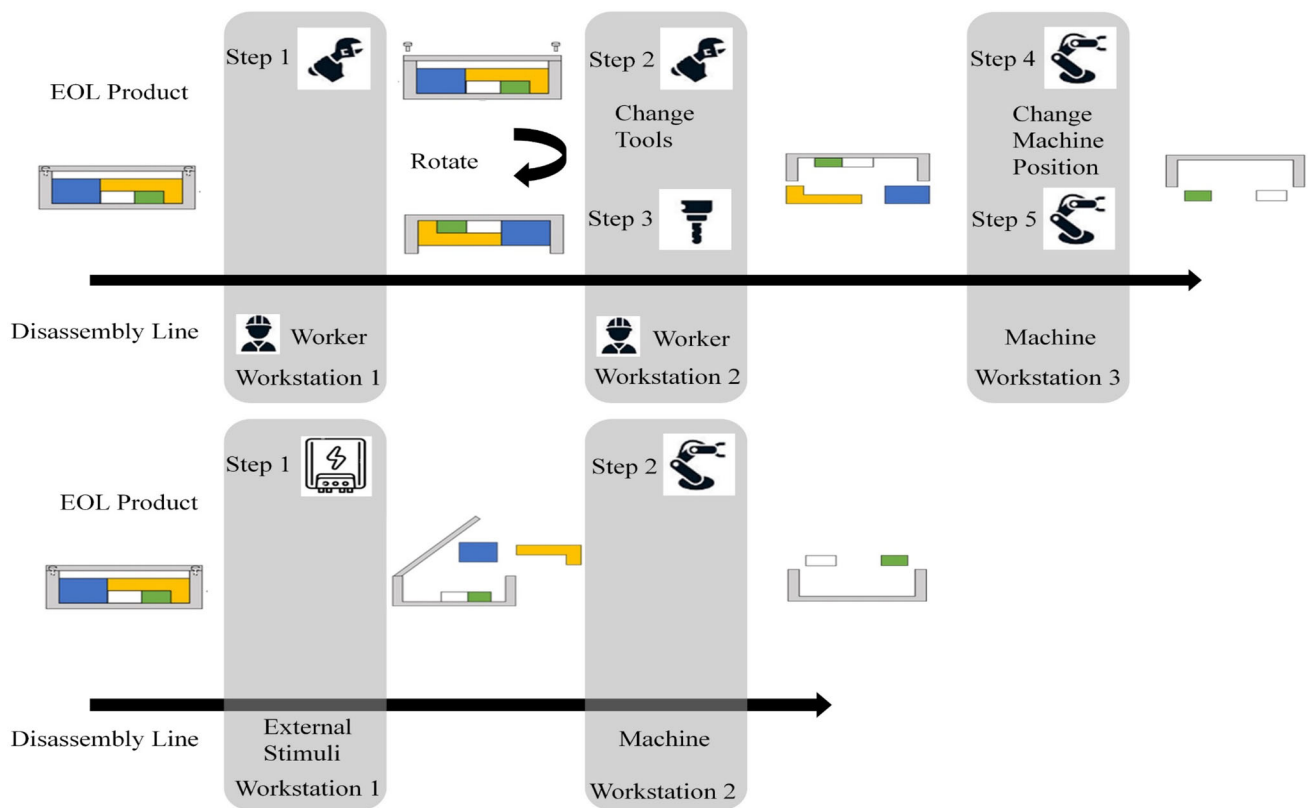 Step 1
Step 2
Step 4
EOL Product
Change
Tools
Change
Machine
Position
Rotate
Step 3
Step 5
Disassembly Line
Worker
Worker
Machine
Workstation 1
Workstation 2
Workstation 3
Step 1
Step 2
EOL Product
Disassembly Line
External
Stimuli
Machine
Workstation 1
Workstation 2